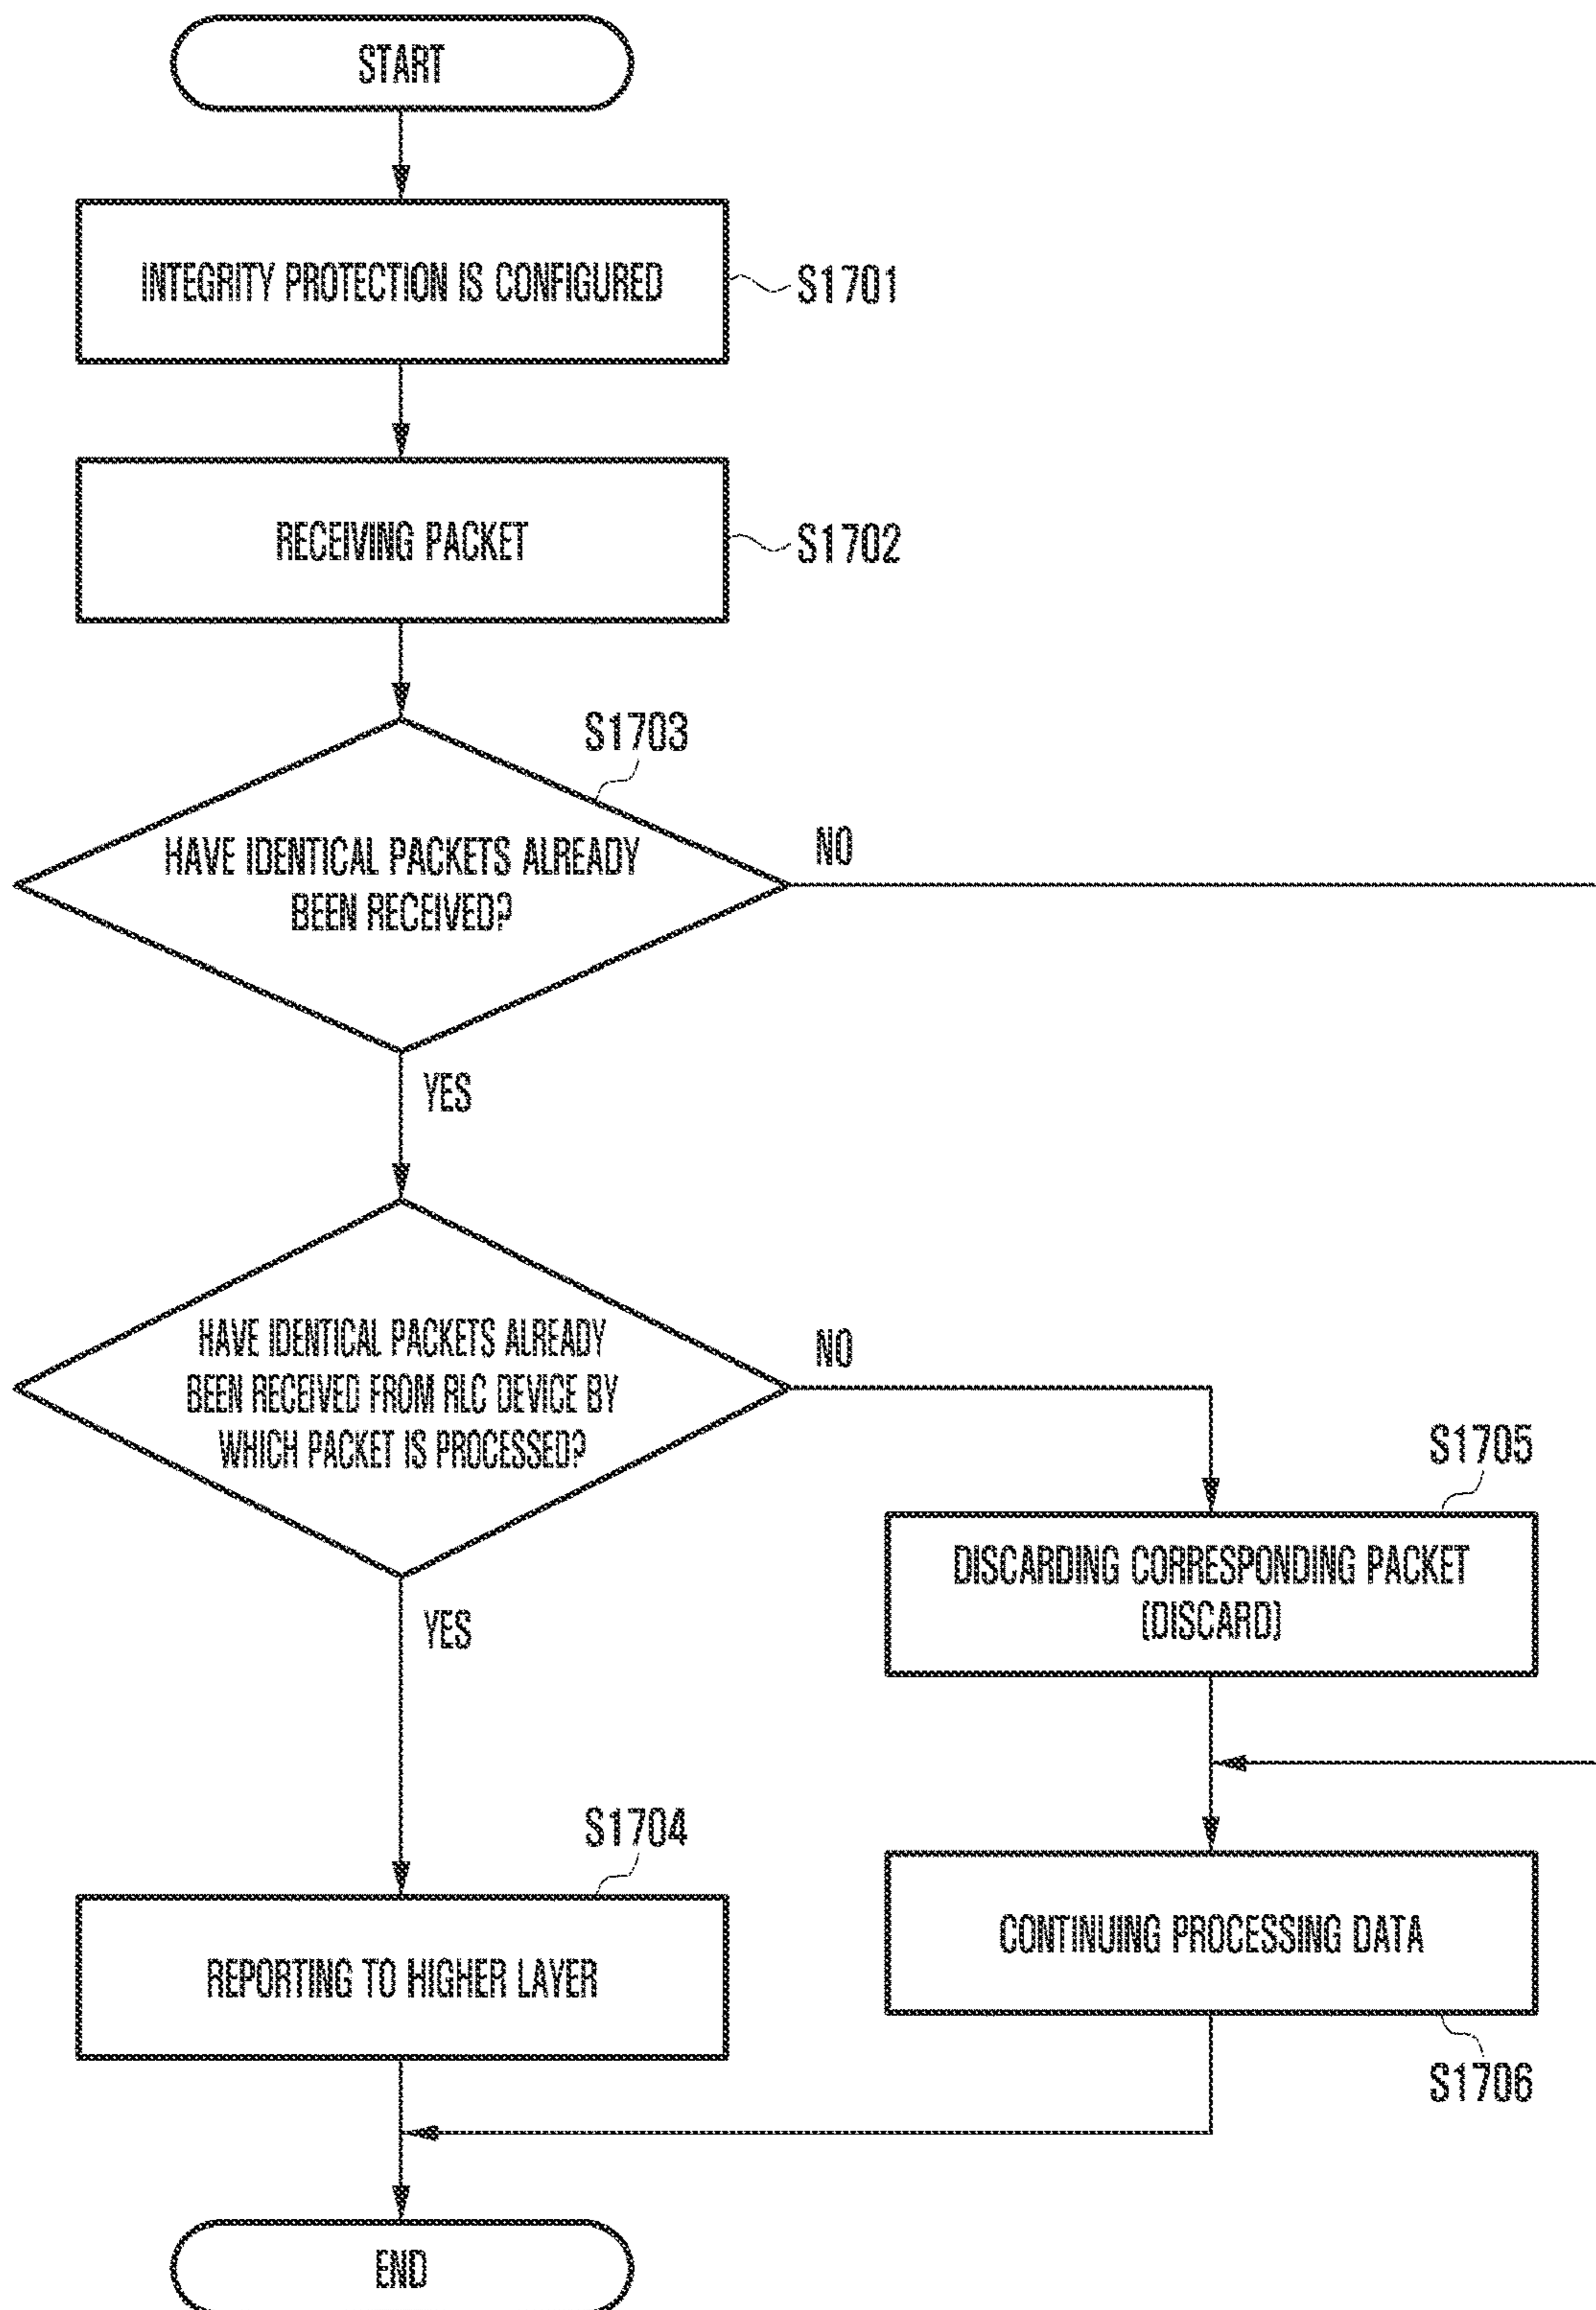 START
INTEGRITY PROTECTION IS CONFIGURED
S1701
RECEIVING PACKET
S1702
S1703
HAVE IDENTICAL PACKETS ALREADY
BEEN RECEIVED?
NO
YES
HAVE IDENTICAL PACKETS ALREADY
BEEN RECEIVED FROM RLC DEVICE BY
WHICH PACKET IS PROCESSED?
NO
YES
S1705
DISCARDING CORRESPONDING PACKET
(DISCARD)
S1704
REPORTING TO HIGHER LAYER
CONTINUING PROCESSING DATA
S1706
END